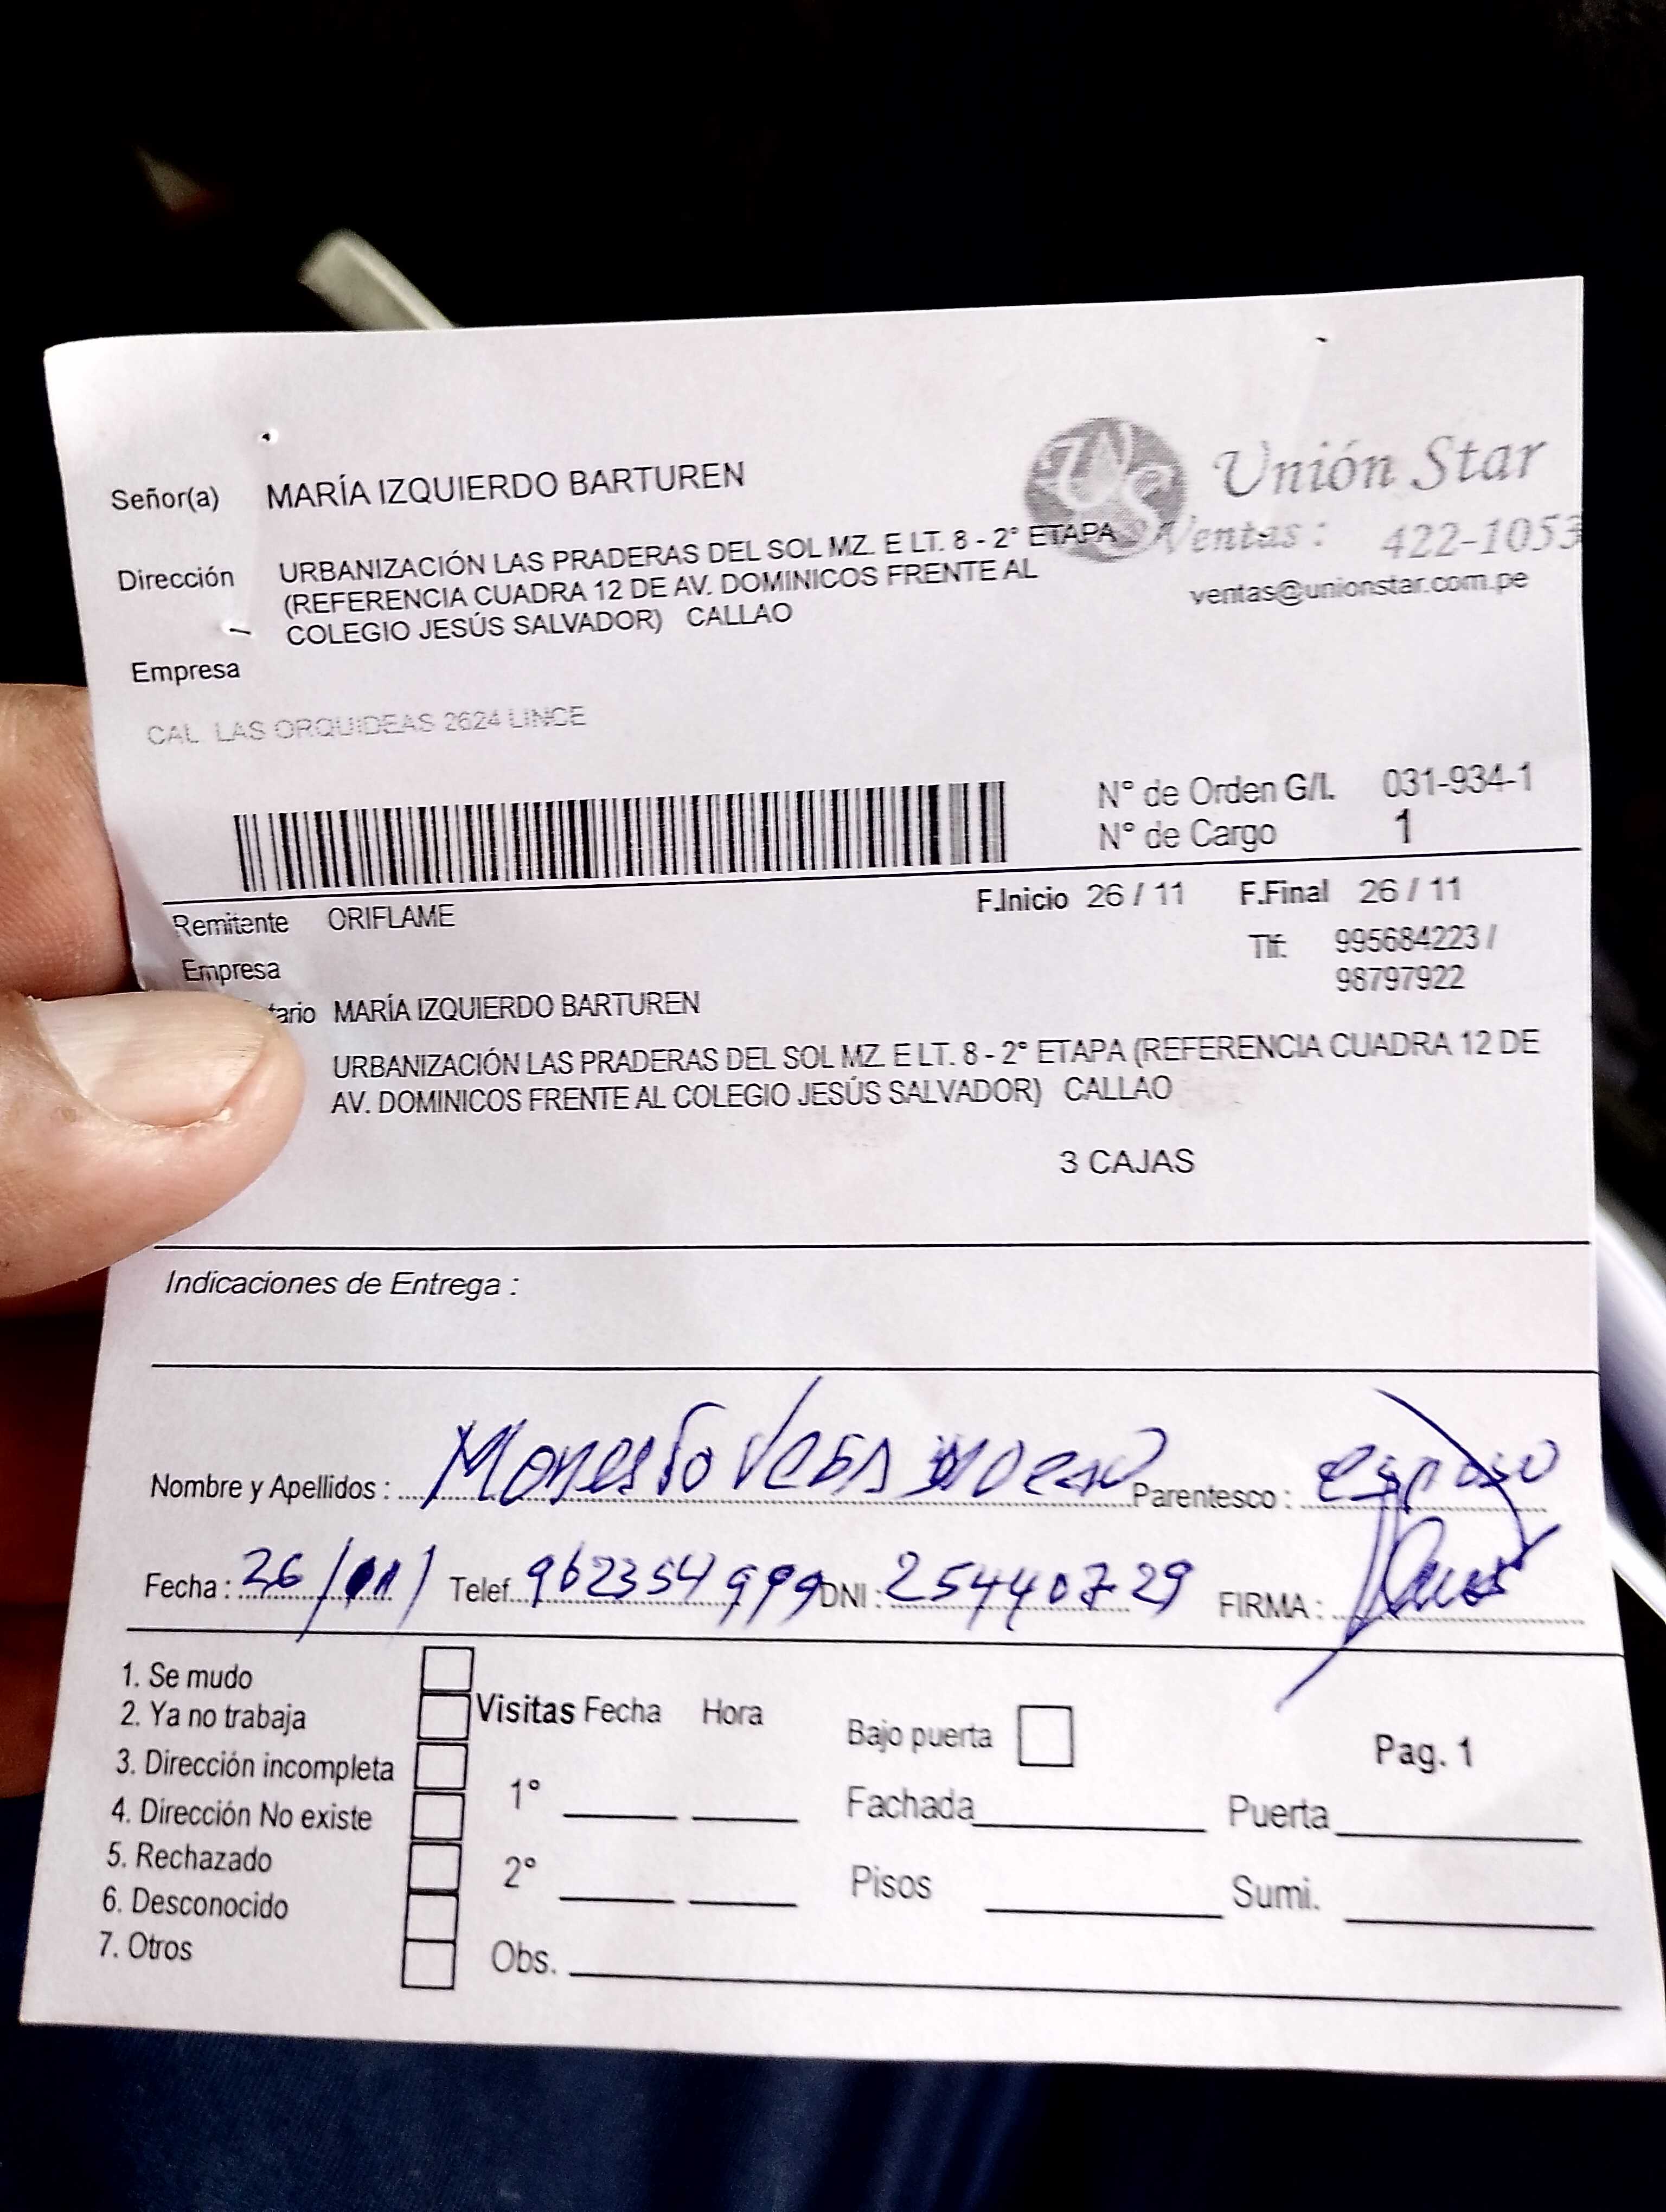 Señor(a) MARÍA IZQUIERDO BARTUREN
Unión Star
Ventas : 422-1053
ventas@unionstar.com.pe
Dirección URBANIZACIÓN LAS PRADERAS DEL SOL MZ. E LT. 8 - 2° ETAPA
(REFERENCIA CUADRA 12 DE AV. DOMINICOS FRENTE AL
COLEGIO JESÚS SALVADOR) CALLAO
Empresa
CAL LAS ORQUIDEAS 2624 LINCE
N° de Orden G/I. 031-934-1
N° de Cargo 1
Remitente ORIFLAME
F.Inicio 26 / 11 F.Final 26 / 11
Empresa
Tlf: 995684223 /
98797922
tario MARÍA IZQUIERDO BARTUREN
URBANIZACIÓN LAS PRADERAS DEL SOL MZ. E LT. 8 - 2° ETAPA (REFERENCIA CUADRA 12 DE
AV. DOMINICOS FRENTE AL COLEGIO JESÚS SALVADOR) CALLAO
3 CAJAS
Indicaciones de Entrega :
Nombre y Apellidos : Parentesco : esposo
Fecha : 26/11/ Telef. 962354999 DNI : 25440729 FIRMA :
1. Se mudo
2. Ya no trabaja
3. Dirección incompleta
4. Dirección No existe
5. Rechazado
6. Desconocido
7. Otros
Visitas Fecha Hora
1°
2°
Obs.
Bajo puerta
Pag. 1
Fachada Puerta
Pisos Sumi.